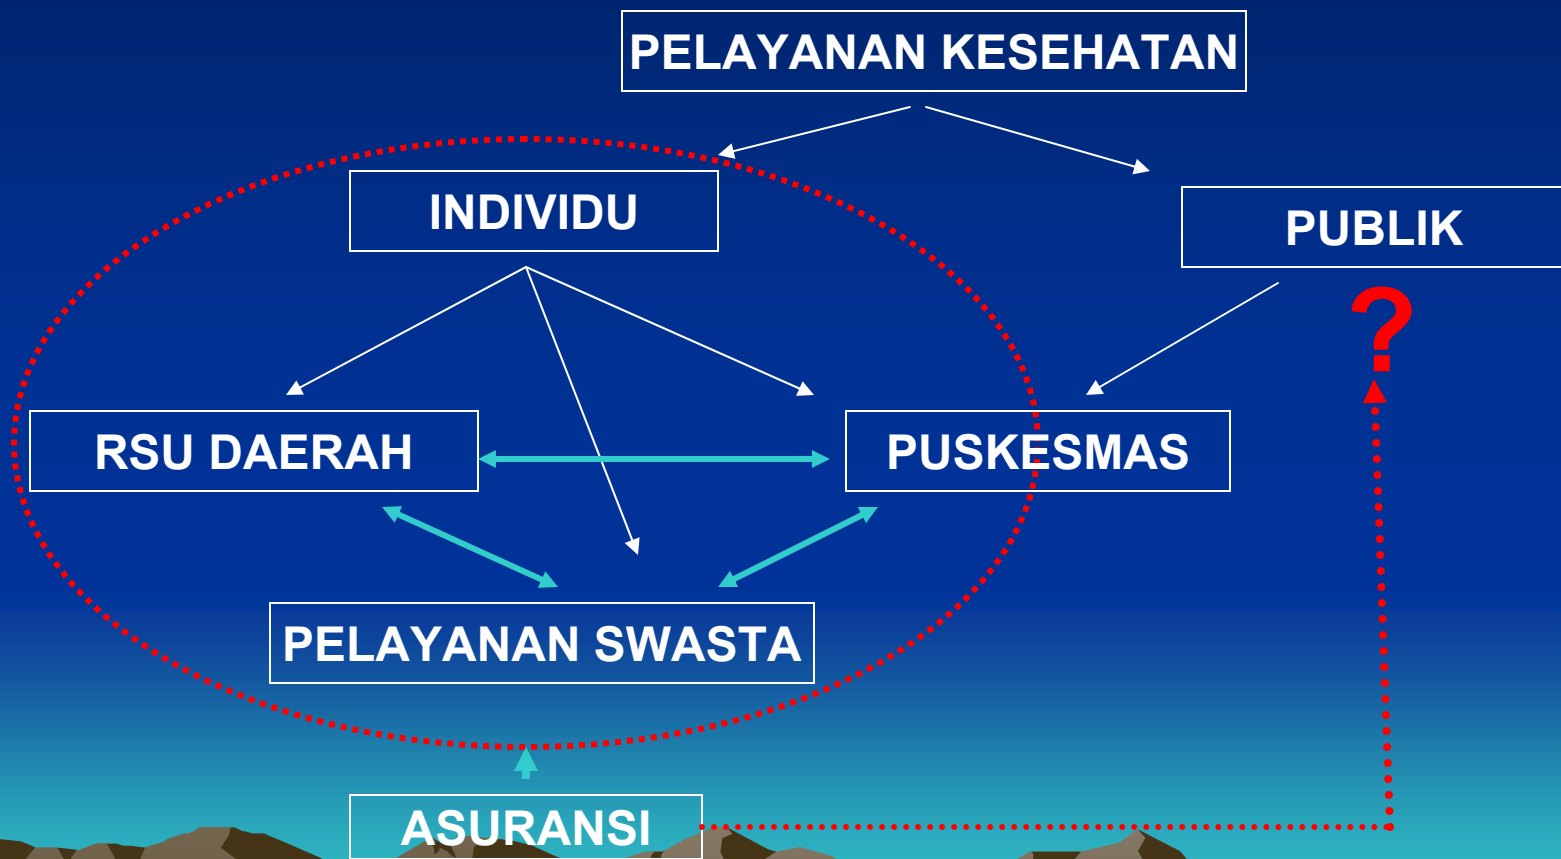 PELAYANAN KESEHATAN
INDIVIDU
PUBLIK
?
RSU DAERAH
PUSKESMAS
PELAYANAN SWASTA
ASURANSI